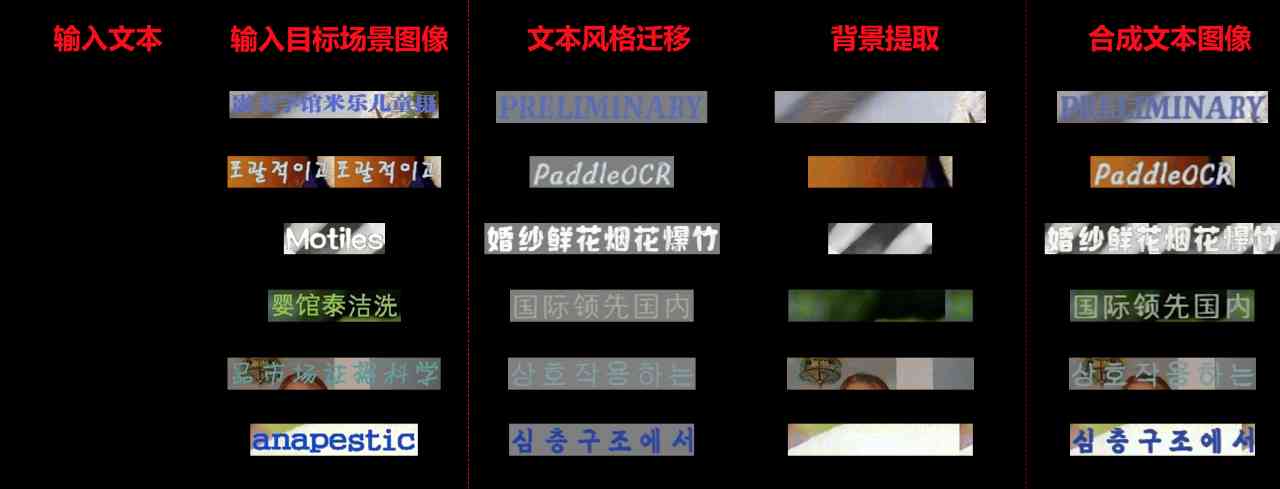 输入文本 输入目标场景图像 文本风格迁移 背景提取 合成文本图像
馆米乐儿童摄 PRELIMINARY PRELIMINARY
포괄적이고 포괄적이고 PaddleOCR PaddleOCR
Motiles 婚纱鲜花烟花爆竹 婚纱鲜花烟花爆竹
婴馆泰洁洗 国际领先国内 国际领先国内
品市场证据科学 상호작용하는 상호작용하는
anapestic 심층구조에서 심층구조에서